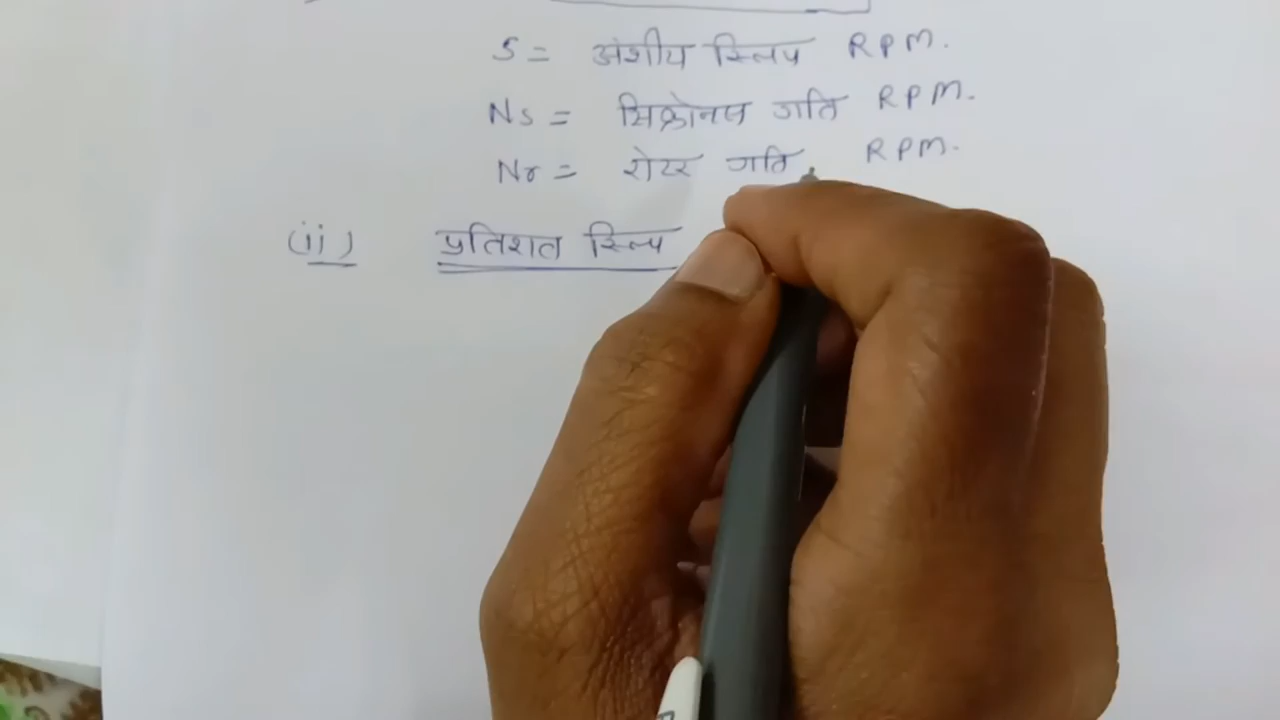 S = अंशीय स्लिप RPM.
Ns = सिक्रोनस गति RPM.
Nr = रोटर गति RPM.
(ii) प्रतिशत स्लिप